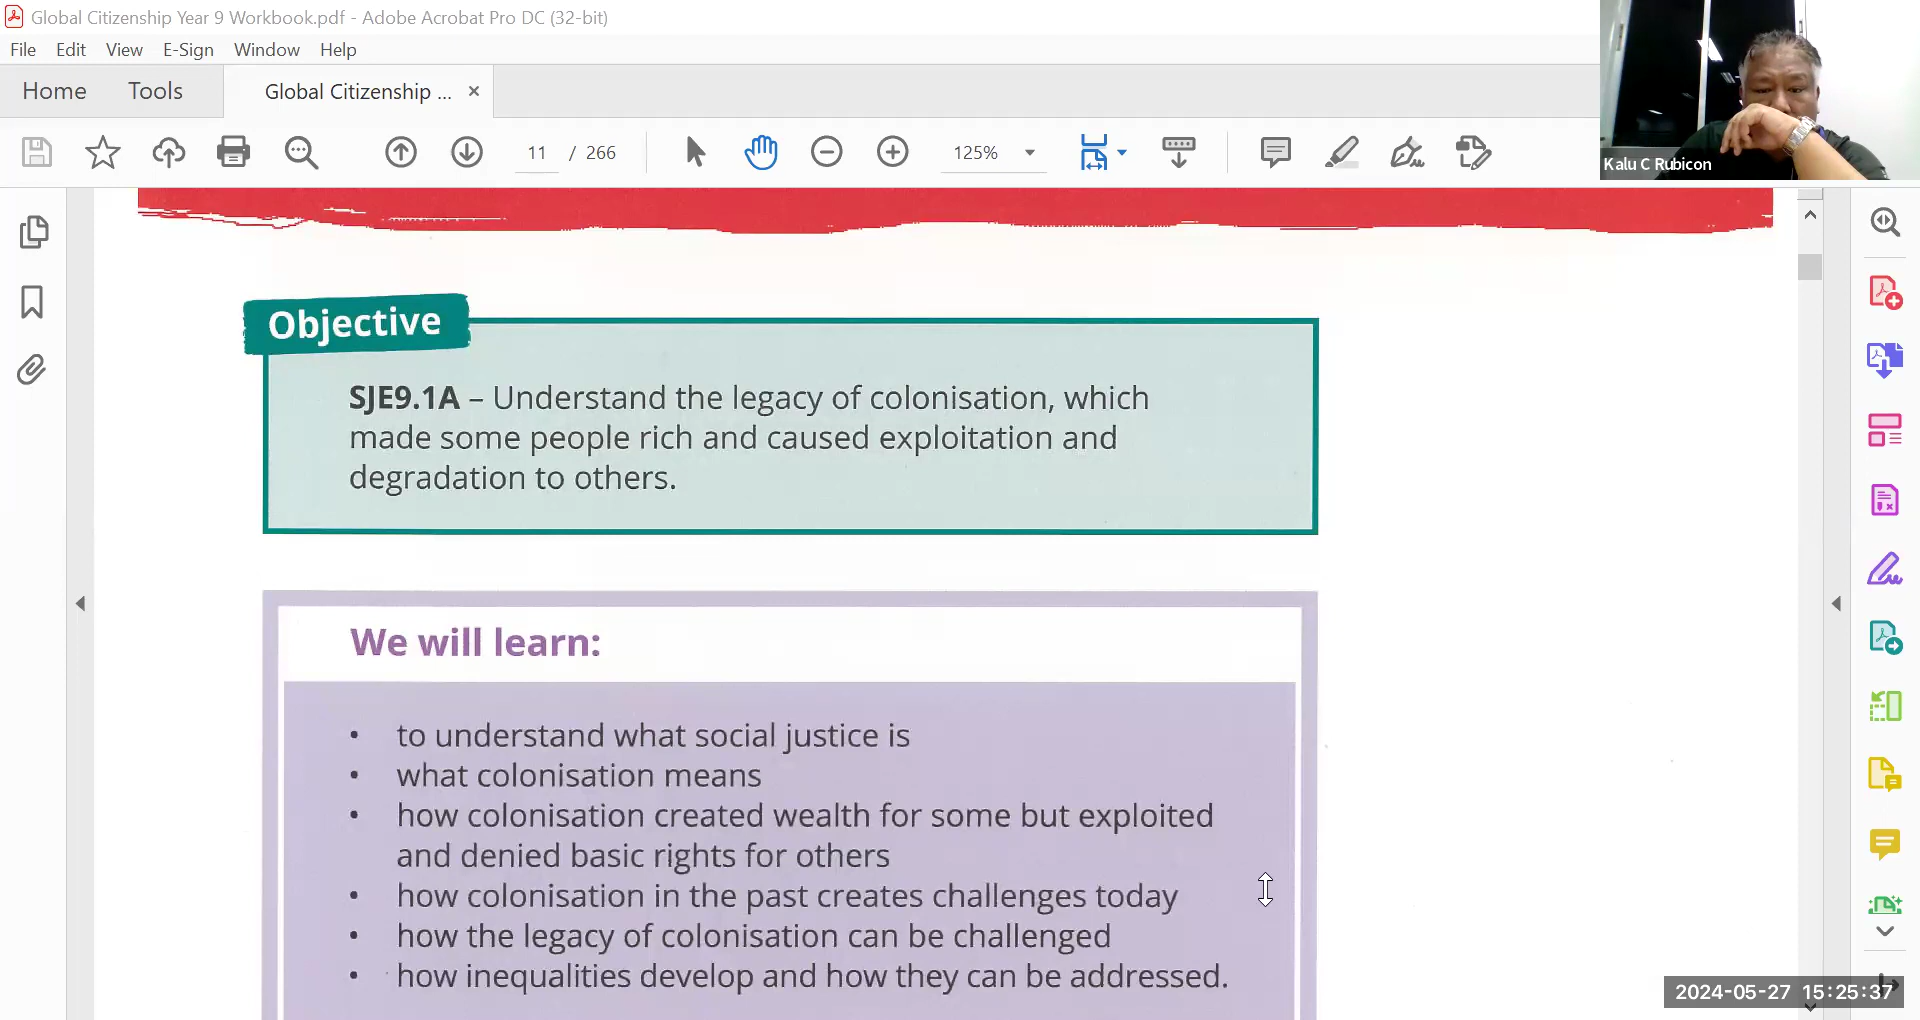 Global Citizenship Year 9 Workbook.pdf - Adobe Acrobat Pro DC (32-bit)
File Edit View E-Sign Window Help
Home Tools Global Citizenship ... ×
11 / 266 125%
Kalu C Rubicon
Objective
SJE9.1A – Understand the legacy of colonisation, which
made some people rich and caused exploitation and
degradation to others.
We will learn:
• to understand what social justice is
• what colonisation means
• how colonisation created wealth for some but exploited
and denied basic rights for others
• how colonisation in the past creates challenges today
• how the legacy of colonisation can be challenged
• how inequalities develop and how they can be addressed.
2024-05-27 15:25:37